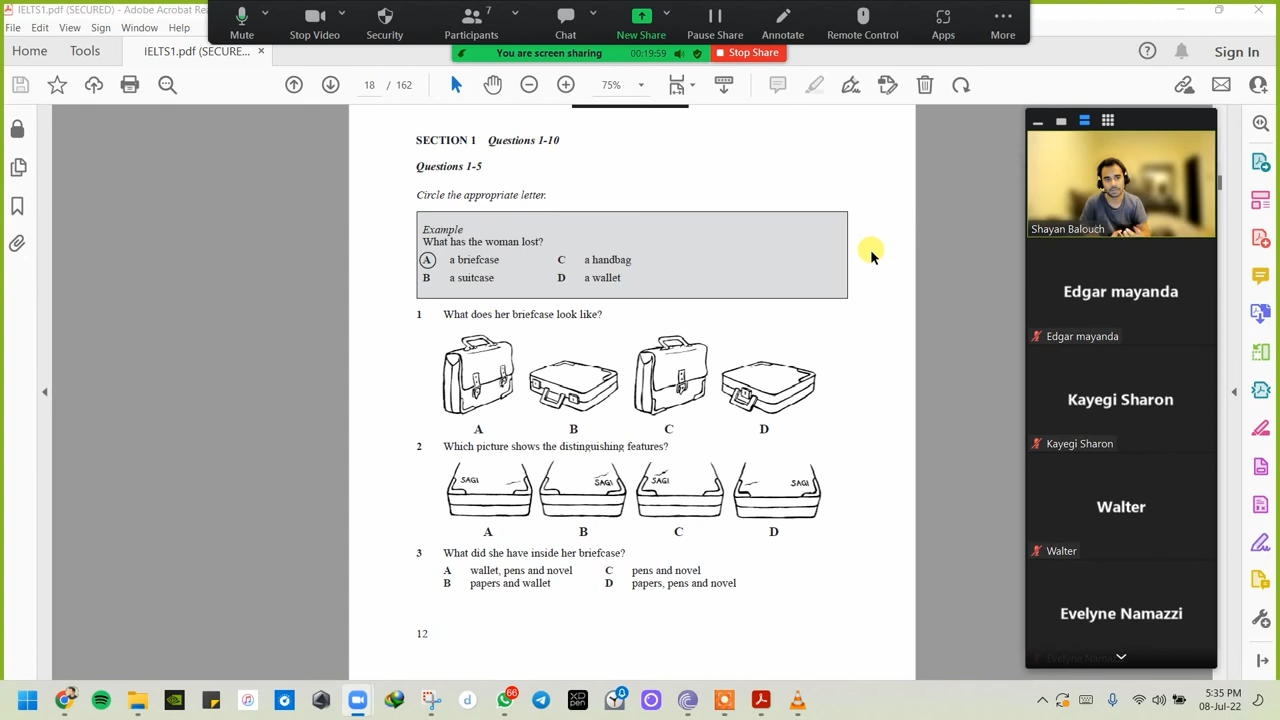 IELTS1.pdf (SECURED) - Adobe Acrobat Rea
File Edit View Sign Window Help
Mute Stop Video Security Participants 7 Chat New Share Pause Share Annotate Remote Control Apps More
You are screen sharing 00:19:59 Stop Share
Home Tools IELTS1.pdf (SECURE... × Sign In
18 / 162 75%
SECTION 1 Questions 1-10
Questions 1-5
Circle the appropriate letter.
Example
What has the woman lost?
A a briefcase C a handbag
B a suitcase D a wallet
1 What does her briefcase look like?
A B C D
2 Which picture shows the distinguishing features?
SAGI SAGI SAGI SAGI
A B C D
3 What did she have inside her briefcase?
A wallet, pens and novel C pens and novel
B papers and wallet D papers, pens and novel
12
Shayan Balouch
Edgar mayanda
Edgar mayanda
Kayegi Sharon
Kayegi Sharon
Walter
Walter
Evelyne Namazzi
66
5:35 PM
08-Jul-22